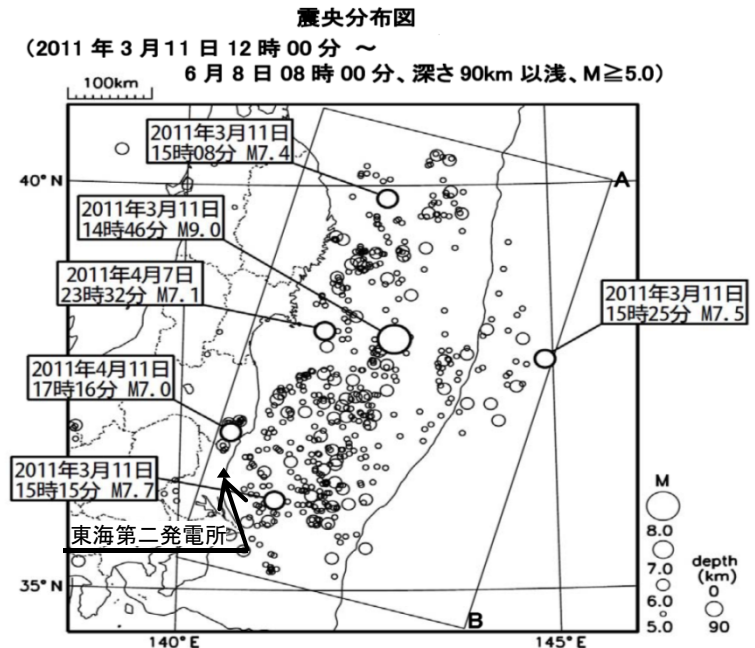 震央分布図
(2011 年 3 月11 日 12 時 00 分 ～
6 月 8 日 08 時 00 分、深さ 90km 以浅、M≧5.0)
100km
2011年3月11日
15時08分 M7.4
40° N
A
2011年3月11日
14時46分 M9.0
2011年4月7日
23時32分 M7.1
2011年3月11日
15時25分 M7.5
2011年4月11日
17時16分 M7.0
2011年3月11日
15時15分 M7.7
東海第二発電所
M
8.0
7.0
6.0
5.0
depth
(km)
0
90
35° N
B
140° E
145° E